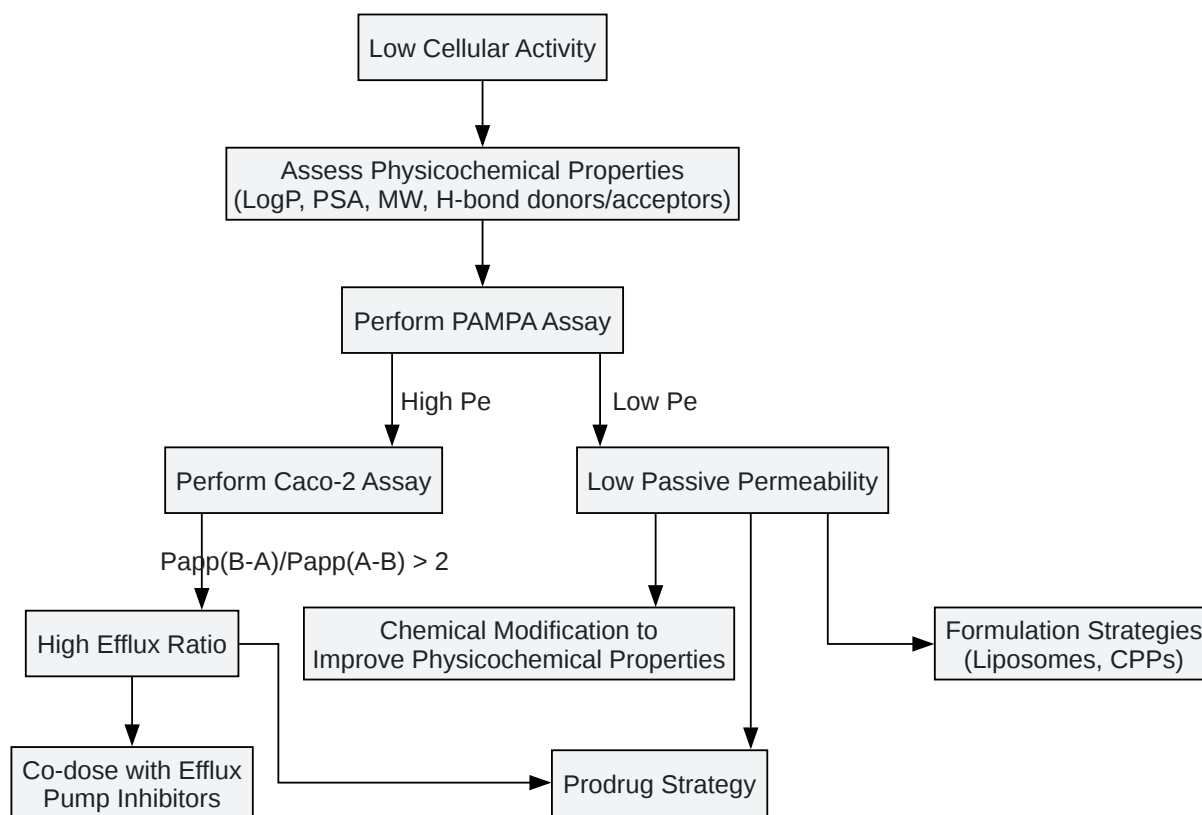 Low Cellular Activity
Assess Physicochemical Properties
(LogP, PSA, MW, H-bond donors/acceptors)
Perform PAMPA Assay
High Pe
Low Pe
Perform Caco-2 Assay
Low Passive Permeability
Papp(B-A)/Papp(A-B) > 2
High Efflux Ratio
Chemical Modification to
Improve Physicochemical Properties
Formulation Strategies
(Liposomes, CPPs)
Co-dose with Efflux
Pump Inhibitors
Prodrug Strategy